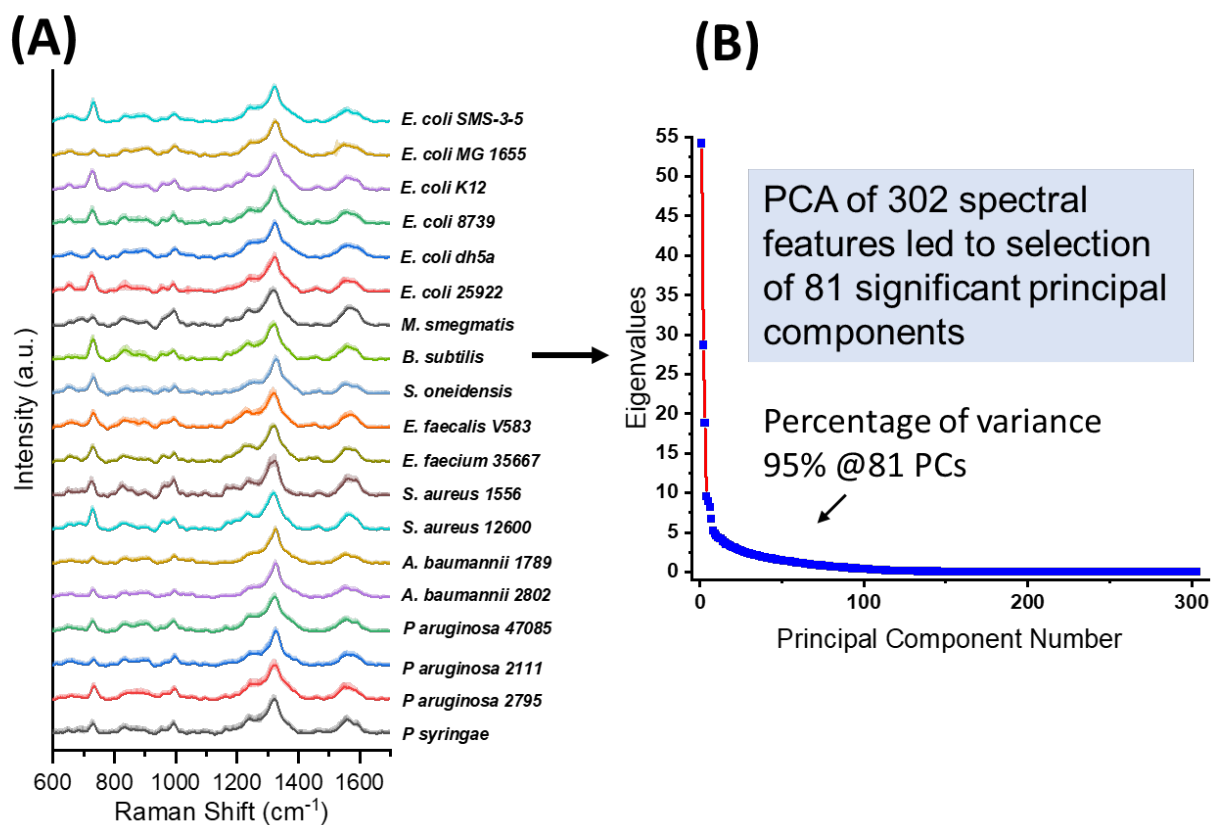 (A)
Intensity (a.u.)
E. coli SMS-3-5
E. coli MG 1655
E. coli K12
E. coli 8739
E. coli dh5a
E. coli 25922
M. smegmatis
B. subtilis
S. oneidensis
E. faecalis V583
E. faecium 35667
S. aureus 1556
S. aureus 12600
A. baumannii 1789
A. baumannii 2802
P aruginosa 47085
P aruginosa 2111
P aruginosa 2795
P syringae
600 800 1000 1200 1400 1600
Raman Shift (cm⁻¹)
(B)
Eigenvalues
55
50
45
40
35
30
25
20
15
10
5
0
PCA of 302 spectral
features led to selection
of 81 significant principal
components
Percentage of variance
95% @81 PCs
0 100 200 300
Principal Component Number